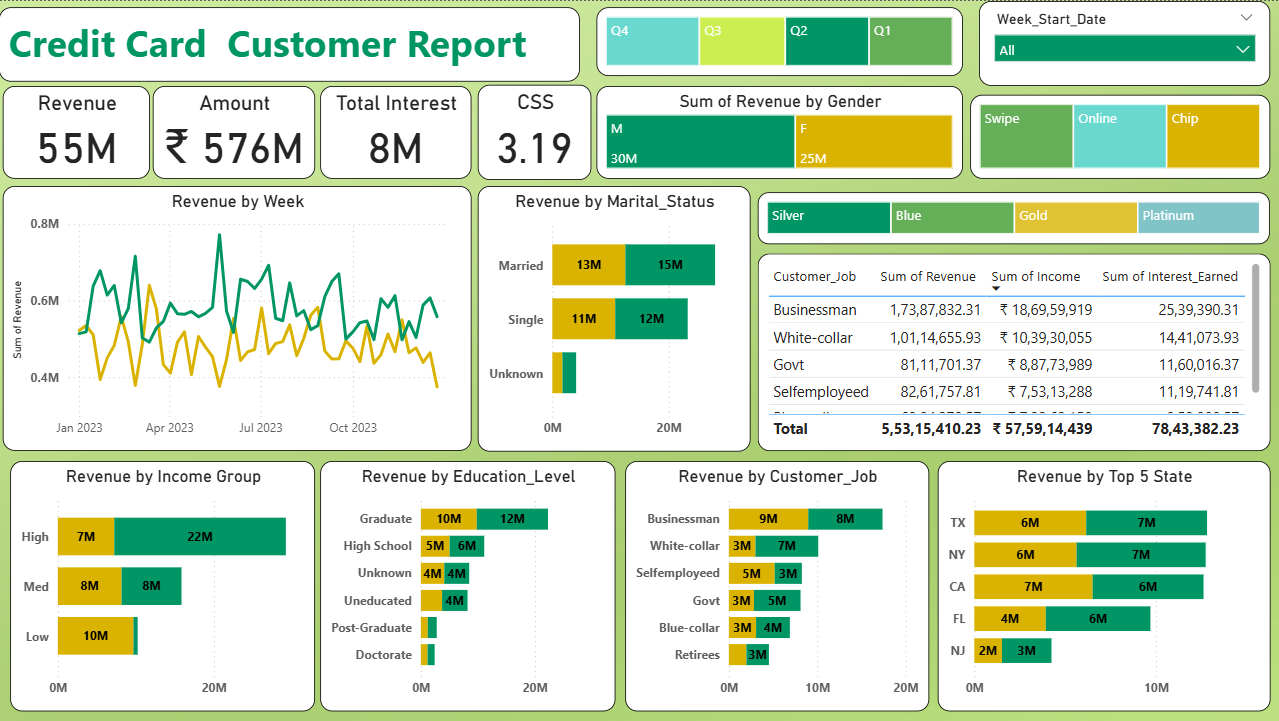 Credit Card  Customer Report
Q4
Q3
Q2
Q1
Week_Start_Date
All
Revenue
55M
Amount
₹ 576M
Total Interest
8M
CSS
3.19
Sum of Revenue by Gender
M
30M
F
25M
Swipe
Online
Chip
Revenue by Week
Sum of Revenue
0.8M
0.6M
0.4M
Jan 2023
Apr 2023
Jul 2023
Oct 2023
Revenue by Marital_Status
Married
13M
15M
Single
11M
12M
Unknown
0M
20M
Silver
Blue
Gold
Platinum
Customer_Job Sum of Revenue Sum of Income Sum of Interest_Earned
Businessman 1,73,87,832.31 ₹ 18,69,59,919 25,39,390.31
White-collar 1,01,14,655.93 ₹ 10,39,30,055 14,41,073.93
Govt 81,11,701.37 ₹ 8,87,73,989 11,60,016.37
Selfemployeed 82,61,757.81 ₹ 7,53,13,288 11,19,741.81
Total 5,53,15,410.23 ₹ 57,59,14,439 78,43,382.23
Revenue by Income Group
High
7M
22M
Med
8M
8M
Low
10M
0M
20M
Revenue by Education_Level
Graduate
10M
12M
High School
5M
6M
Unknown
4M
4M
Uneducated
4M
Post-Graduate
Doctorate
0M
20M
Revenue by Customer_Job
Businessman
9M
8M
White-collar
3M
7M
Selfemployeed
5M
3M
Govt
3M
5M
Blue-collar
3M
4M
Retirees
3M
0M
10M
20M
Revenue by Top 5 State
TX
6M
7M
NY
6M
7M
CA
7M
6M
FL
4M
6M
NJ
2M
3M
0M
10M